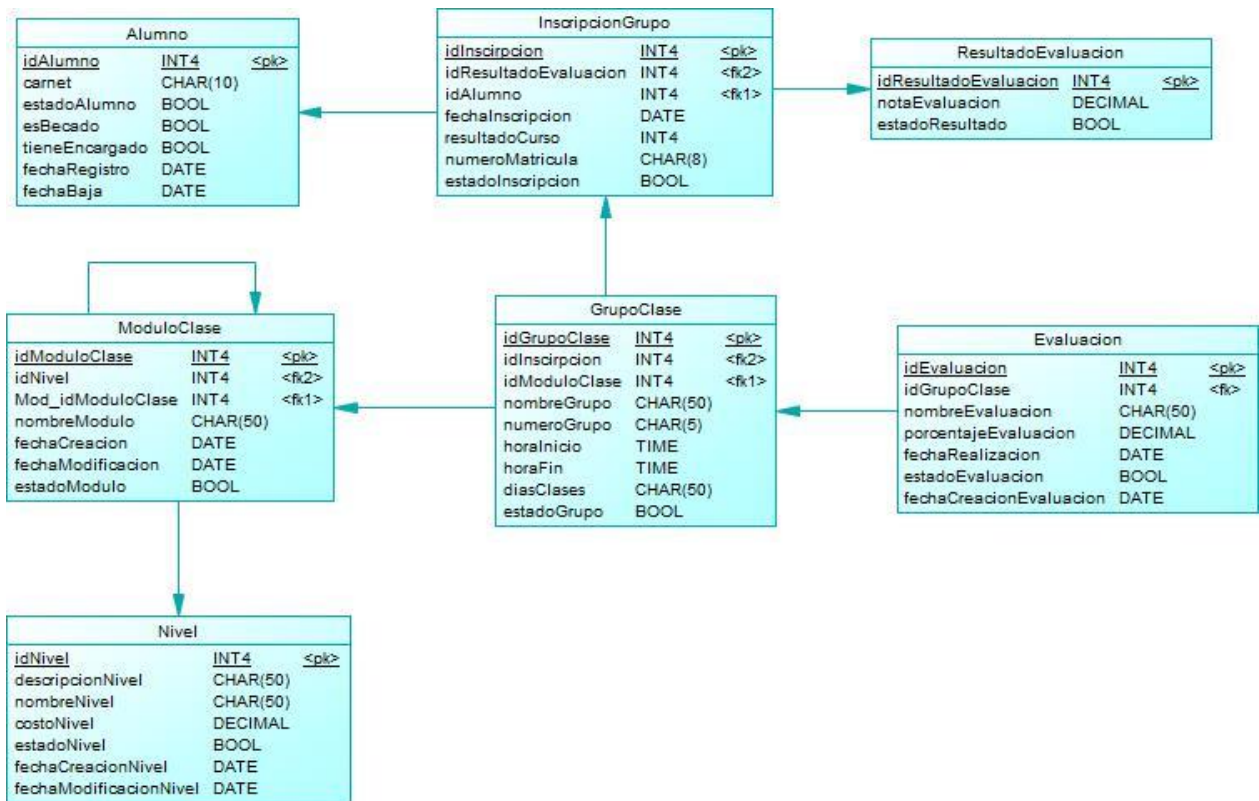 Alumno
idAlumno INT4 <pk>
carnet CHAR(10)
estadoAlumno BOOL
esBecado BOOL
tieneEncargado BOOL
fechaRegistro DATE
fechaBaja DATE
InscripcionGrupo
idInscirpcion INT4 <pk>
idResultadoEvaluacion INT4 <fk2>
idAlumno INT4 <fk1>
fechaInscripcion DATE
resultadoCurso INT4
numeroMatricula CHAR(8)
estadoInscripcion BOOL
ResultadoEvaluacion
idResultadoEvaluacion INT4 <pk>
notaEvaluacion DECIMAL
estadoResultado BOOL
ModuloClase
idModuloClase INT4 <pk>
idNivel INT4 <fk2>
Mod_idModuloClase INT4 <fk1>
nombreModulo CHAR(50)
fechaCreacion DATE
fechaModificacion DATE
estadoModulo BOOL
GrupoClase
idGrupoClase INT4 <pk>
idInscirpcion INT4 <fk2>
idModuloClase INT4 <fk1>
nombreGrupo CHAR(50)
numeroGrupo CHAR(5)
horaInicio TIME
horaFin TIME
diasClases CHAR(50)
estadoGrupo BOOL
Evaluacion
idEvaluacion INT4 <pk>
idGrupoClase INT4 <fk>
nombreEvaluacion CHAR(50)
porcentajeEvaluacion DECIMAL
fechaRealizacion DATE
estadoEvaluacion BOOL
fechaCreacionEvaluacion DATE
Nivel
idNivel INT4 <pk>
descripcionNivel CHAR(50)
nombreNivel CHAR(50)
costoNivel DECIMAL
estadoNivel BOOL
fechaCreacionNivel DATE
fechaModificacionNivel DATE